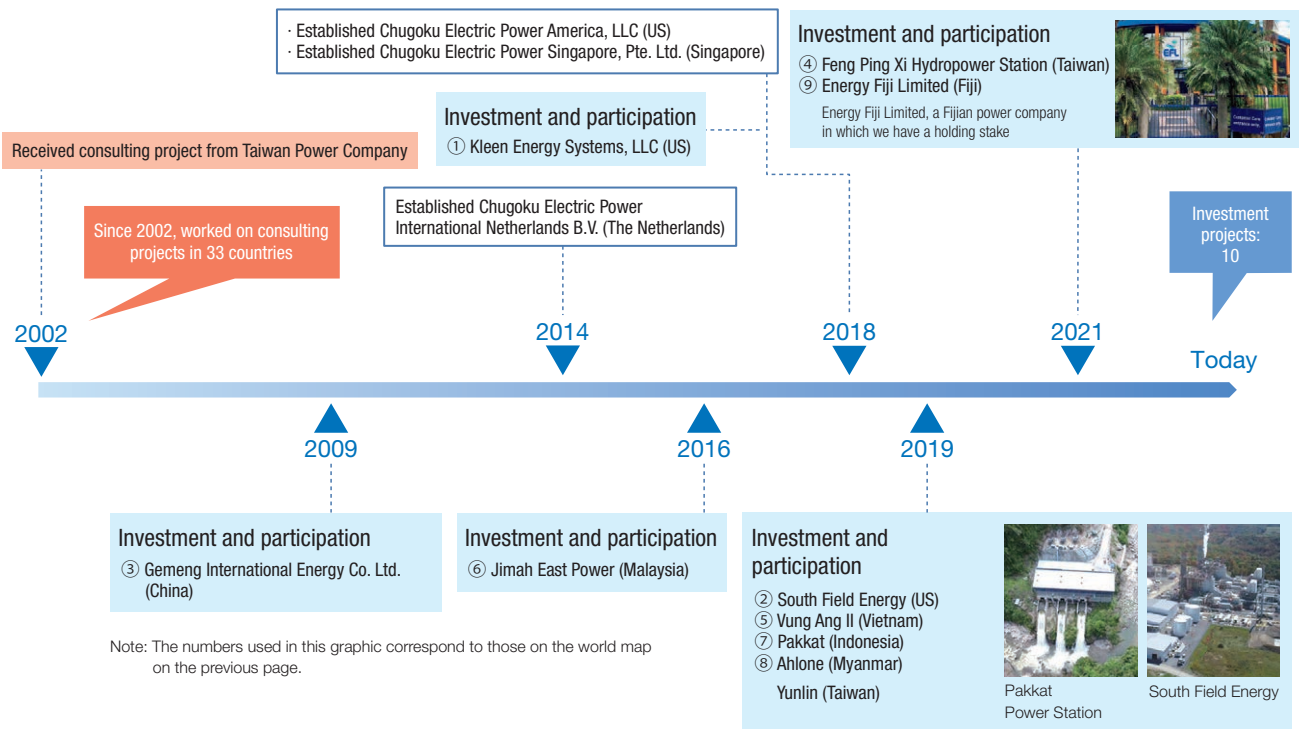 · Established Chugoku Electric Power America, LLC (US)
· Established Chugoku Electric Power Singapore, Pte. Ltd. (Singapore)
Investment and participation
④ Feng Ping Xi Hydropower Station (Taiwan)
⑨ Energy Fiji Limited (Fiji)
Energy Fiji Limited, a Fijian power company
in which we have a holding stake
EFL
Investment and participation
① Kleen Energy Systems, LLC (US)
Received consulting project from Taiwan Power Company
Established Chugoku Electric Power
International Netherlands B.V. (The Netherlands)
Since 2002, worked on consulting
projects in 33 countries
Investment
projects:
10
2002
2014
2018
2021
Today
2009
2016
2019
Investment and participation
③ Gemeng International Energy Co. Ltd.
(China)
Investment and participation
⑥ Jimah East Power (Malaysia)
Investment and
participation
② South Field Energy (US)
⑤ Vung Ang II (Vietnam)
⑦ Pakkat (Indonesia)
⑧ Ahlone (Myanmar)
Yunlin (Taiwan)
Pakkat
Power Station
South Field Energy
Note: The numbers used in this graphic correspond to those on the world map
on the previous page.